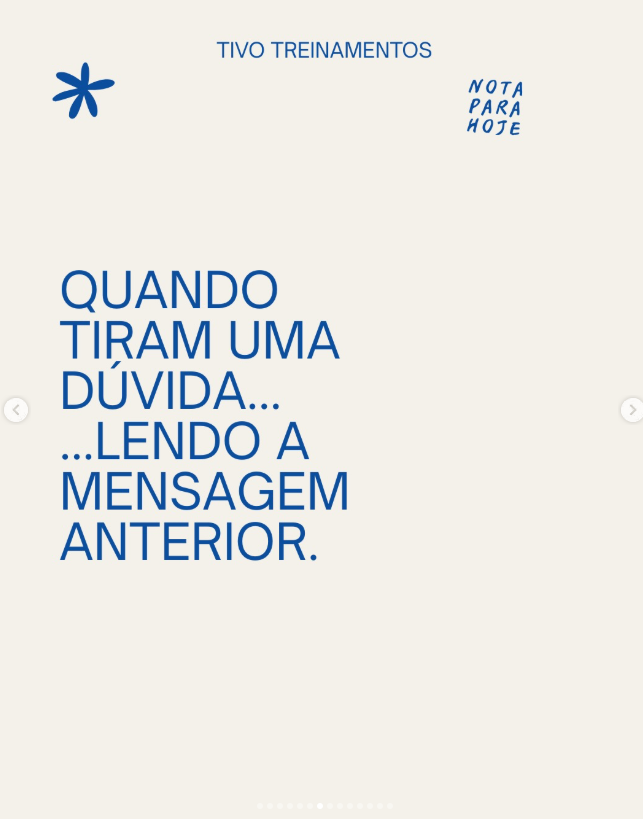 TIVO TREINAMENTOS
NOTA
PARA
HOJE
QUANDO
TIRAM UMA
DÚVIDA...
...LENDO A
MENSAGEM
ANTERIOR.